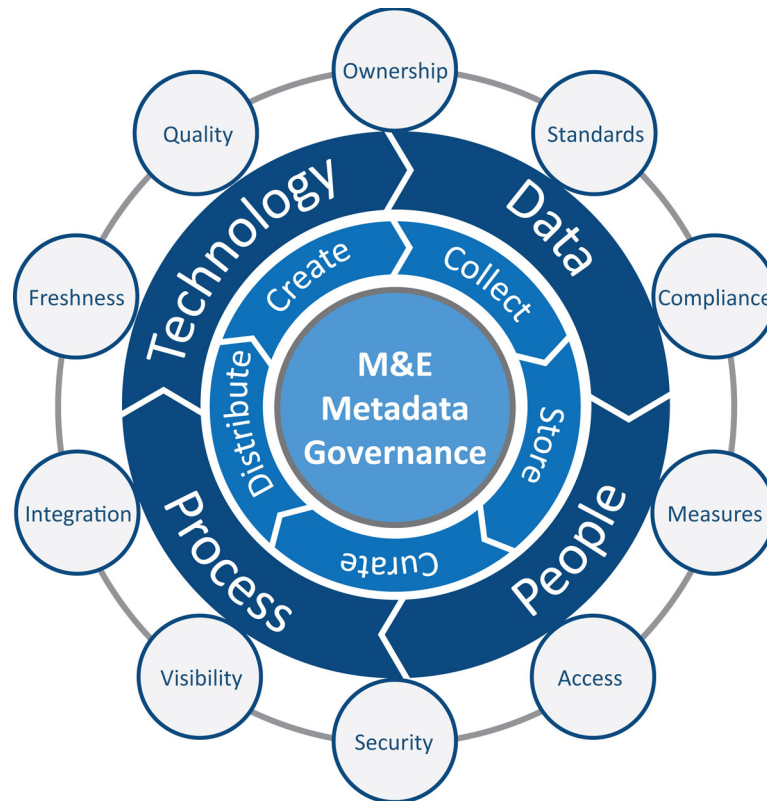 Ownership
Standards
Compliance
Measures
Access
Security
Visibility
Integration
Freshness
Quality
Technology
Data
People
Process
Create
Collect
Store
Curate
Distribute
M&E
Metadata
Governance